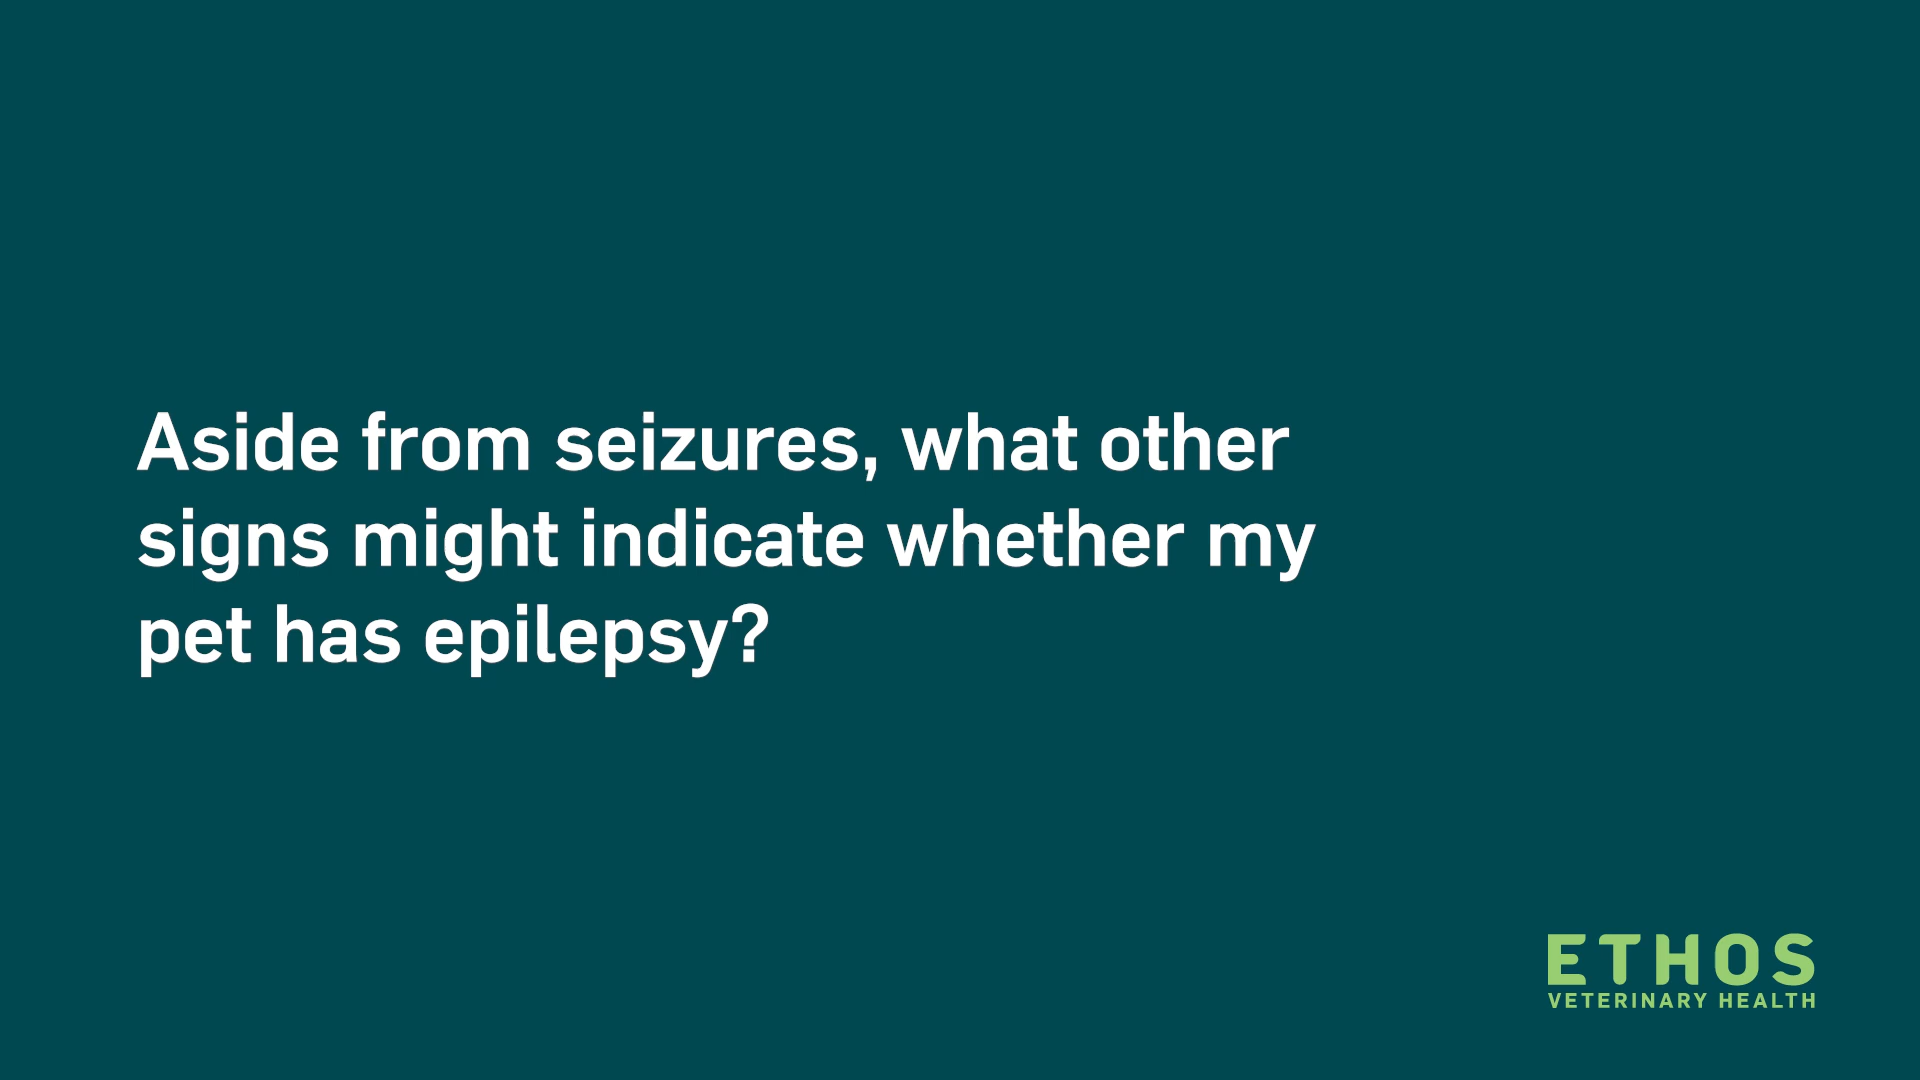 Aside from seizures, what other
signs might indicate whether my
pet has epilepsy?
ETHOS
VETERINARY HEALTH